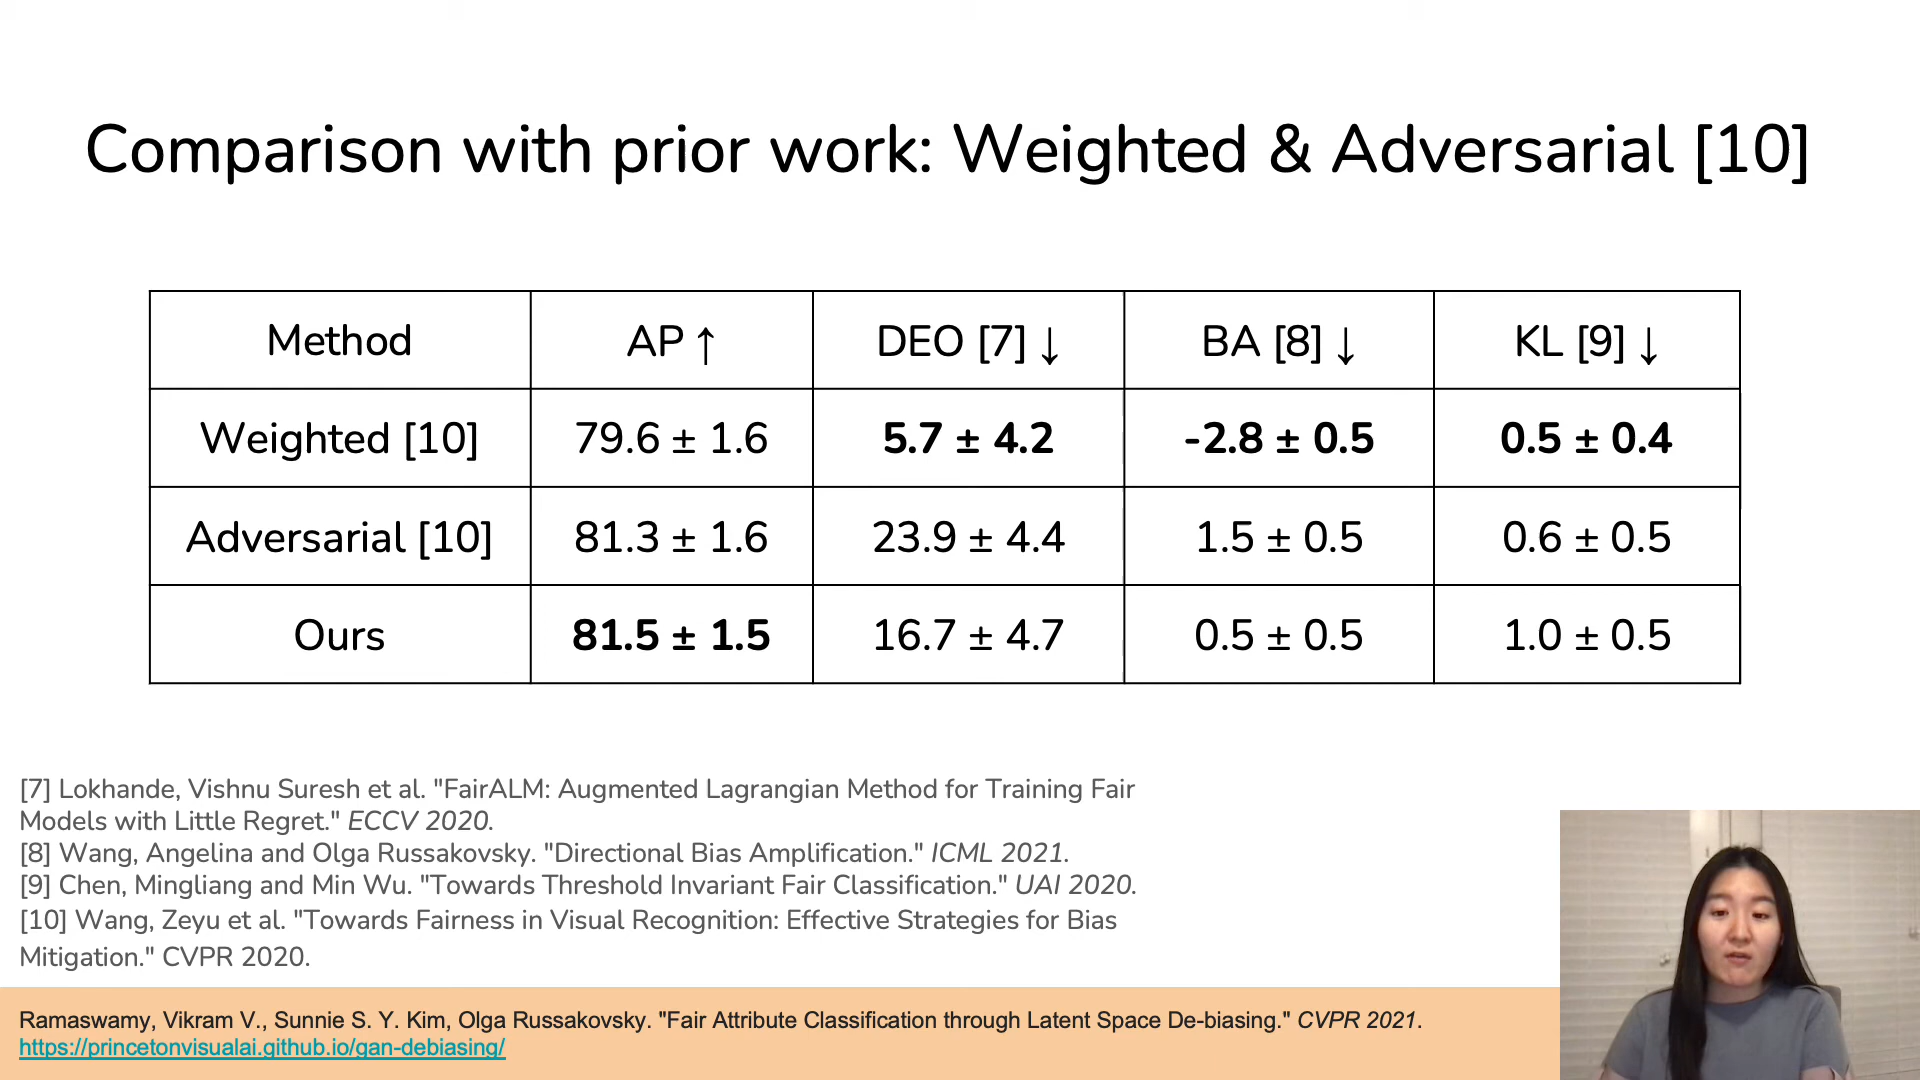 Comparison with prior work: Weighted & Adversarial [10]
Method AP ↑ DEO [7] ↓ BA [8] ↓ KL [9] ↓
Weighted [10] 79.6 ± 1.6 5.7 ± 4.2 -2.8 ± 0.5 0.5 ± 0.4
Adversarial [10] 81.3 ± 1.6 23.9 ± 4.4 1.5 ± 0.5 0.6 ± 0.5
Ours 81.5 ± 1.5 16.7 ± 4.7 0.5 ± 0.5 1.0 ± 0.5
[7] Lokhande, Vishnu Suresh et al. "FairALM: Augmented Lagrangian Method for Training Fair
Models with Little Regret." ECCV 2020.
[8] Wang, Angelina and Olga Russakovsky. "Directional Bias Amplification." ICML 2021.
[9] Chen, Mingliang and Min Wu. "Towards Threshold Invariant Fair Classification." UAI 2020.
[10] Wang, Zeyu et al. "Towards Fairness in Visual Recognition: Effective Strategies for Bias
Mitigation." CVPR 2020.
Ramaswamy, Vikram V., Sunnie S. Y. Kim, Olga Russakovsky. "Fair Attribute Classification through Latent Space De-biasing." CVPR 2021.
https://princetonvisualai.github.io/gan-debiasing/